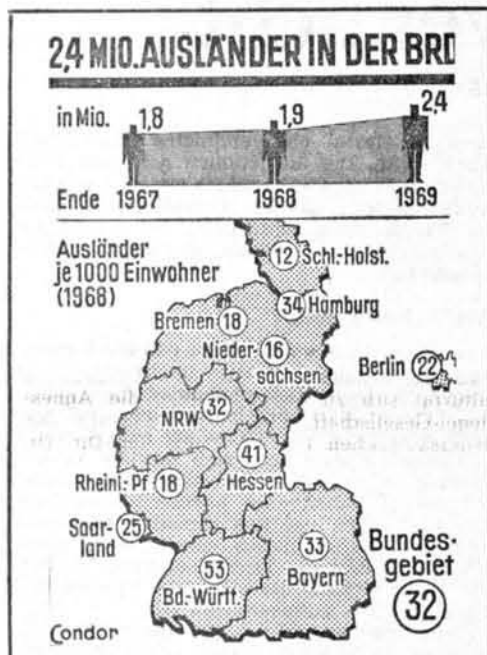 2,4 MIO. AUSLÄNDER IN DER BRD
in Mio.
1,8
1,9
2,4
Ende 1967 1968 1969
Ausländer
je 1000 Einwohner
(1968)
12 Schl.-Holst.
34 Hamburg
Bremen 18
Nieder- 16
sachsen
Berlin 22
NRW 32
41
Hessen
Rheinl.-Pf 18
Saar- 25
land
53
Bd.-Württ.
33
Bayern
Bundes-
gebiet
32
Condor